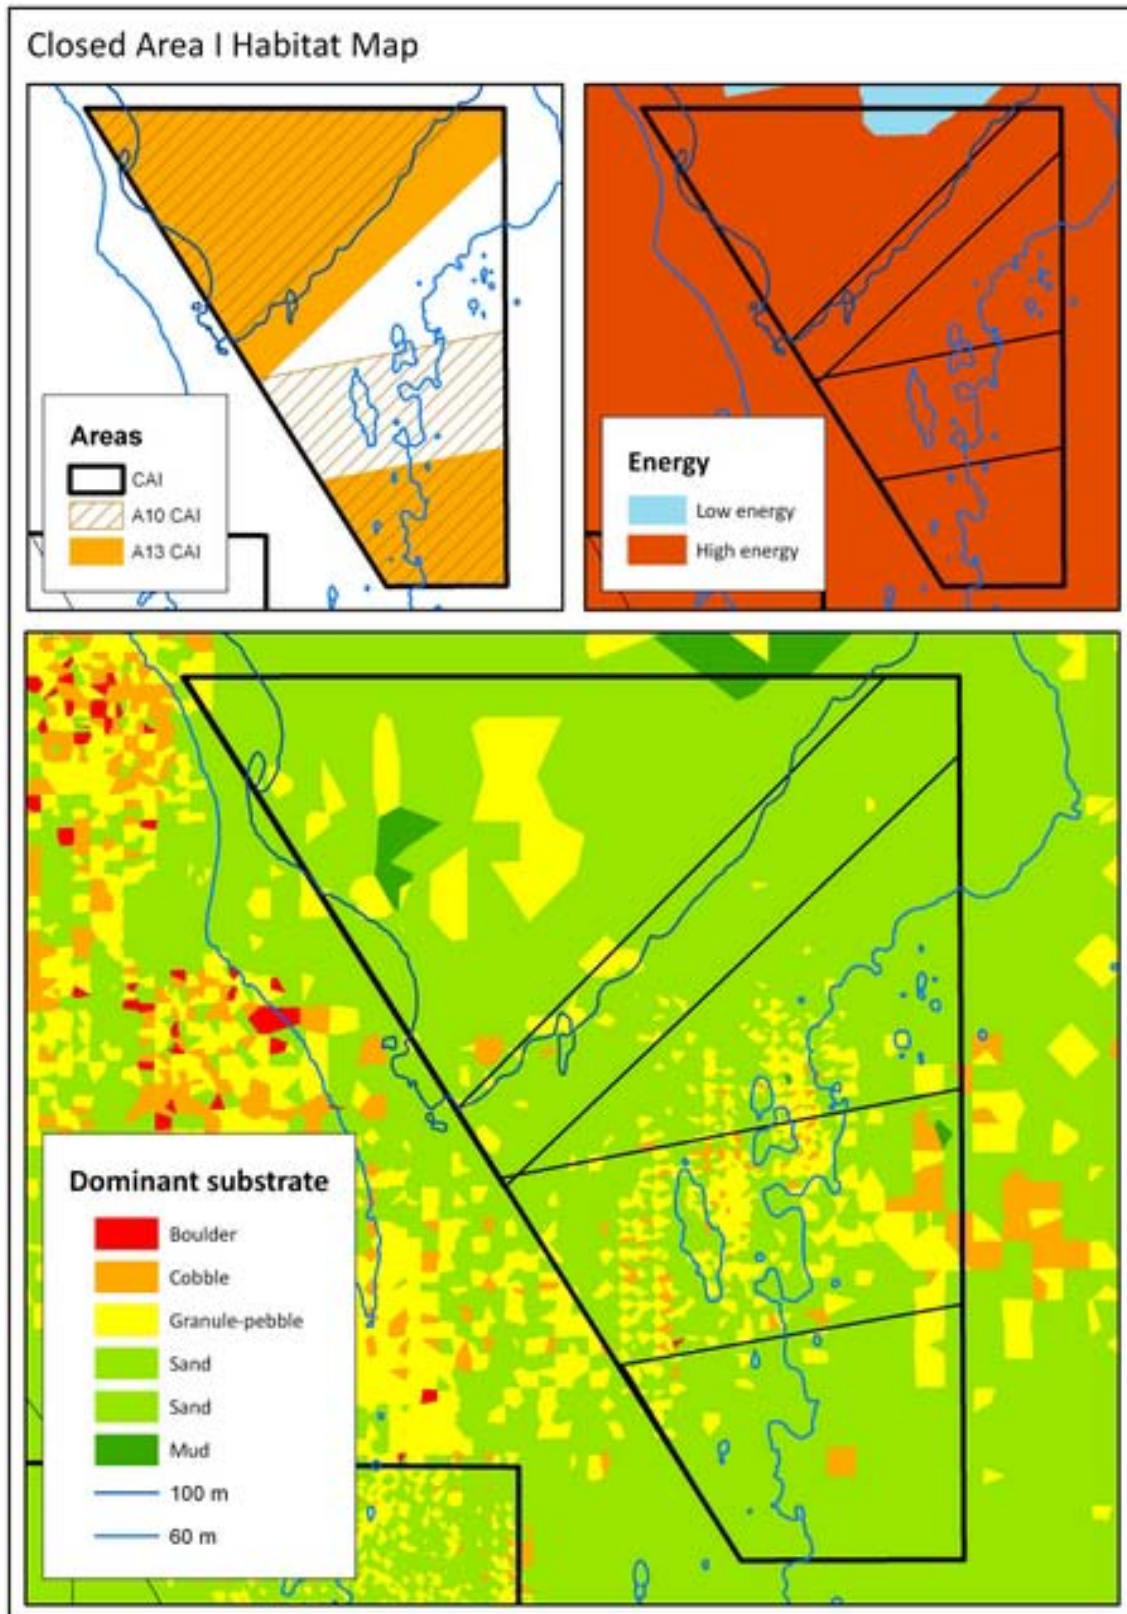 Closed Area I Habitat Map
Areas
CAI
A10 CAI
A13 CAI
Energy
Low energy
High energy
Dominant substrate
Boulder
Cobble
Granule-pebble
Sand
Sand
Mud
100 m
60 m